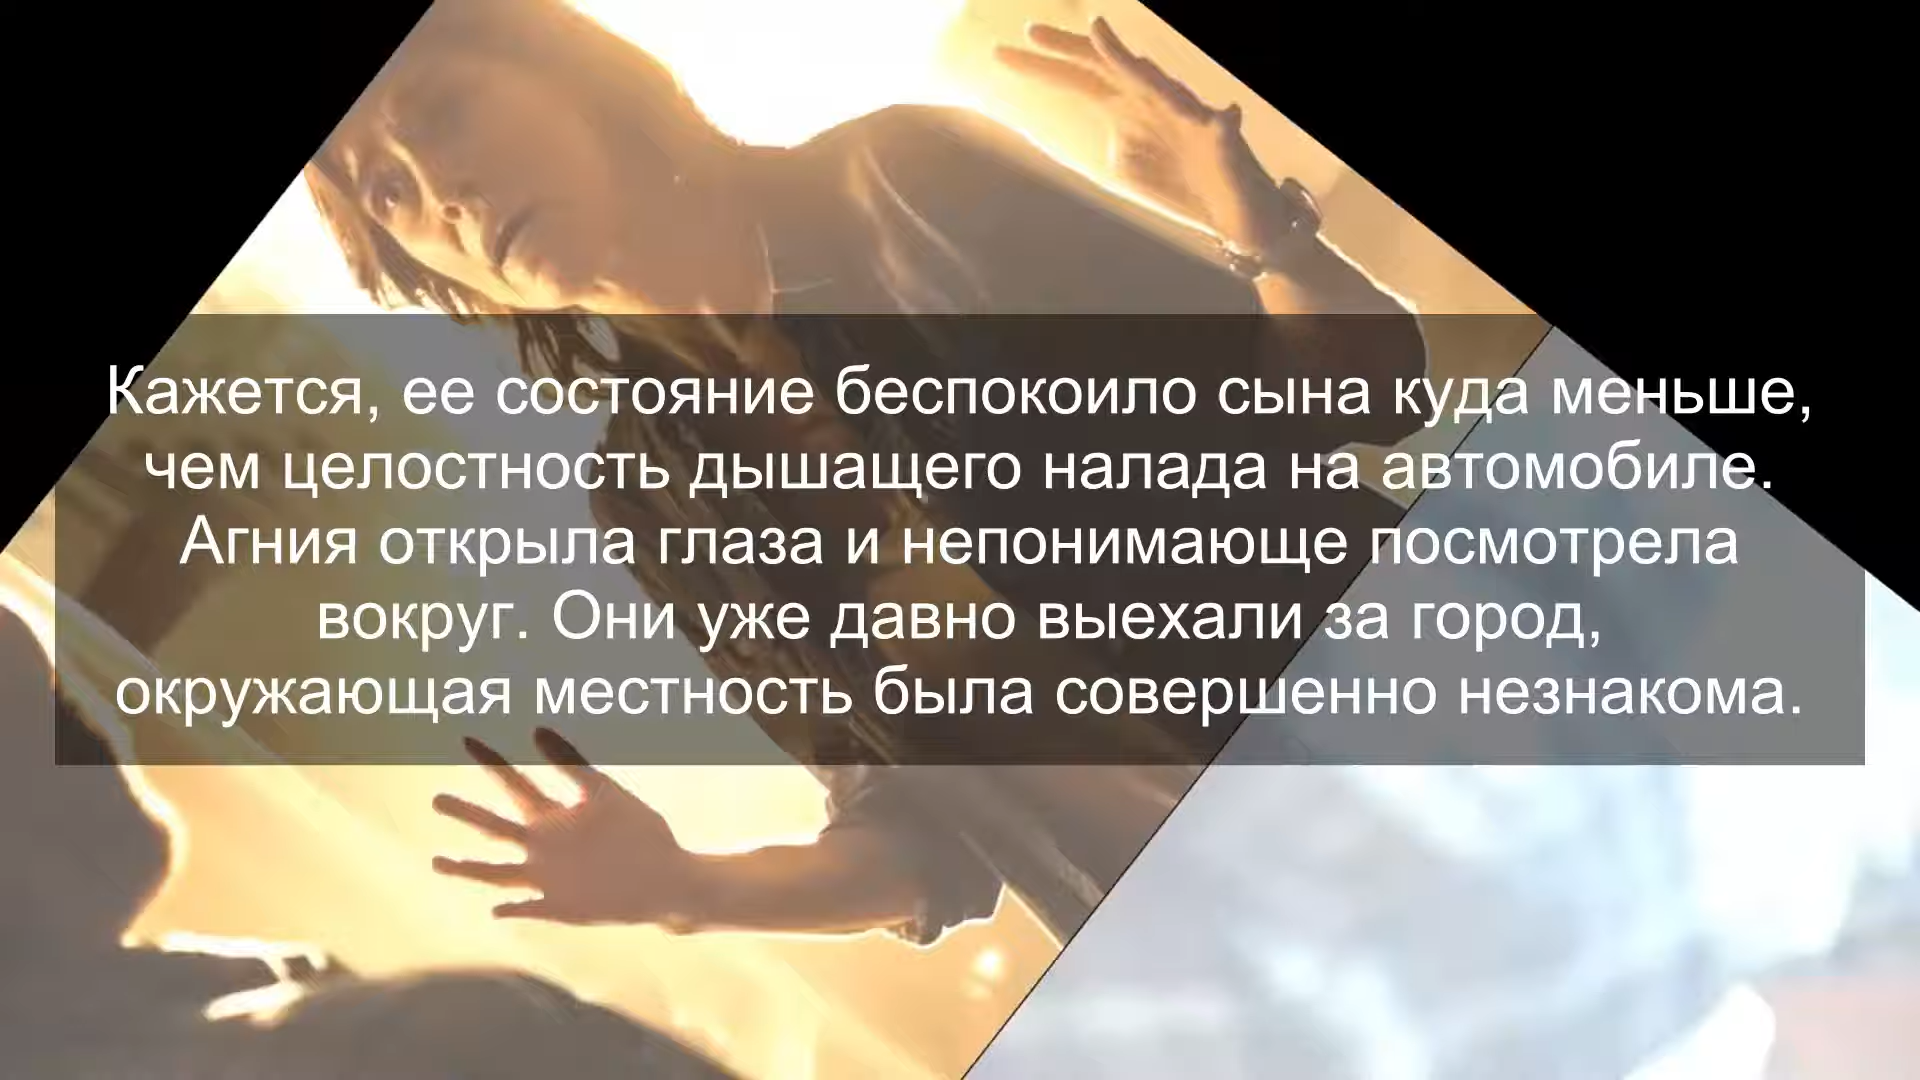 Кажется, ее состояние беспокоило сына куда меньше,
чем целостность дышащего налада на автомобиле.
Агния открыла глаза и непонимающе посмотрела
вокруг. Они уже давно выехали за город,
окружающая местность была совершенно незнакома.